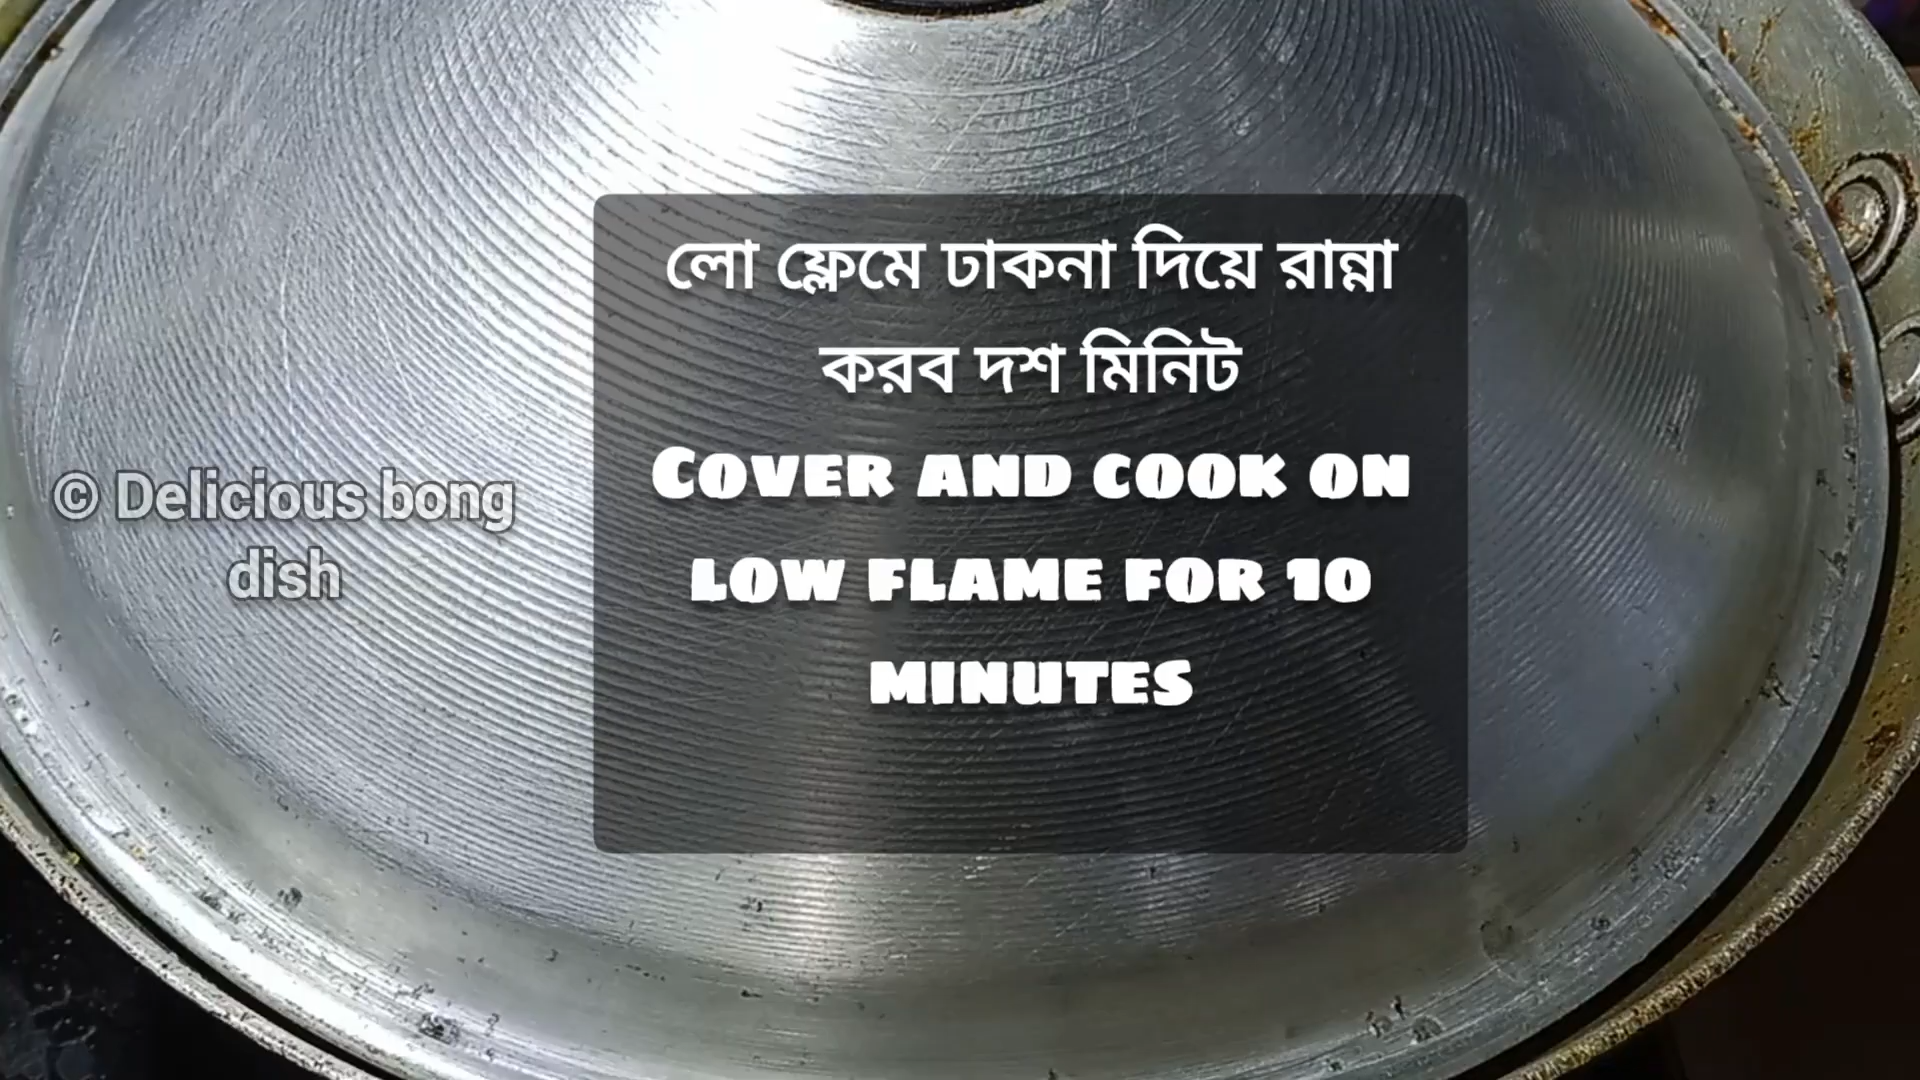 লো ফ্লেমে ঢাকনা দিয়ে রান্না
করব দশ মিনিট
Cover and cook on
low flame for 10
minutes
© Delicious bong
dish